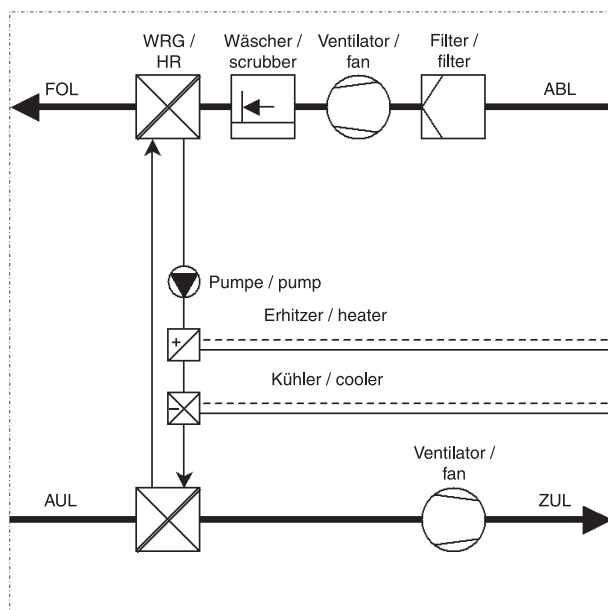 WRG /
HR
Wäscher /
scrubber
Ventilator /
fan
Filter /
filter
FOL
ABL
Pumpe / pump
Erhitzer / heater
+
Kühler / cooler
−
Ventilator /
fan
AUL
ZUL